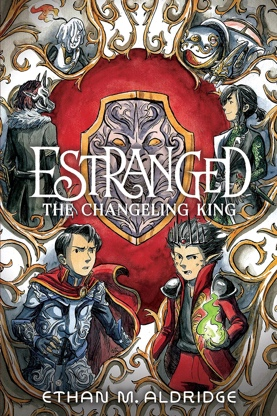 ESTRANGED
THE CHANGELING KING
ETHAN M. ALDRIDGE